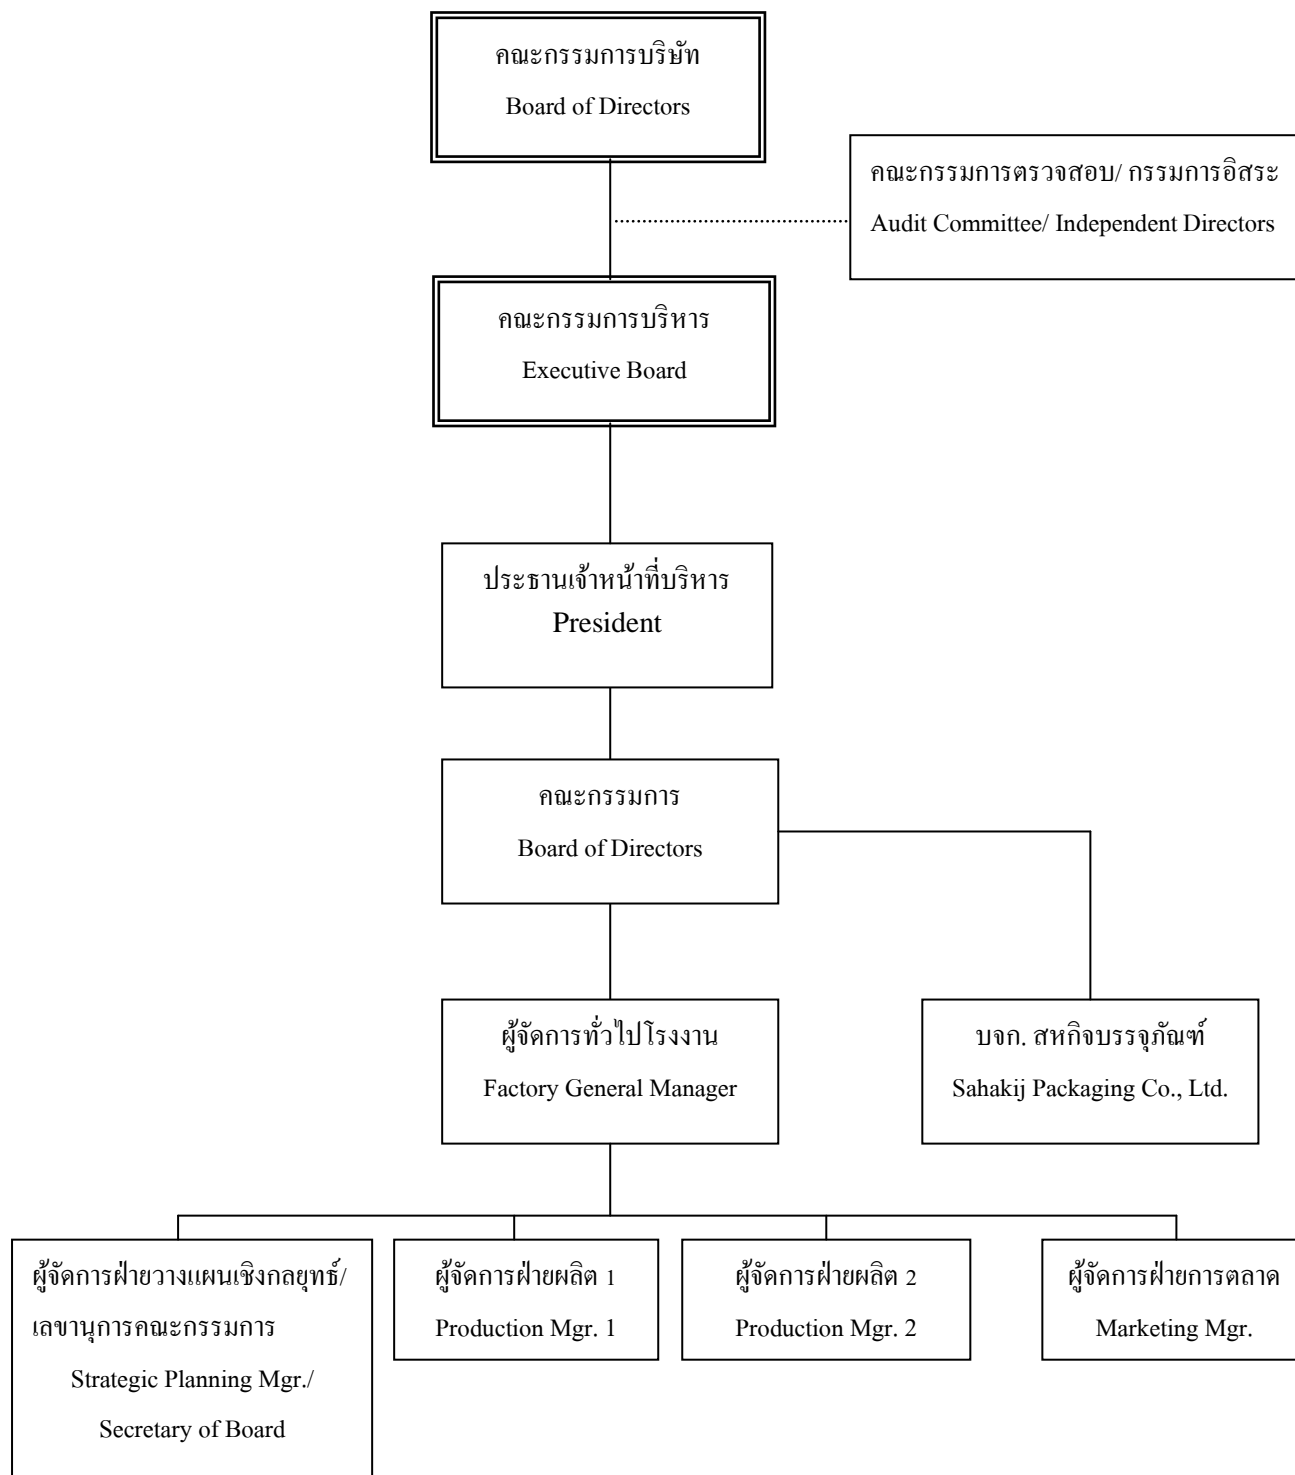 คณะกรรมการบริษัท
Board of Directors
คณะกรรมการตรวจสอบ/ กรรมการอิสระ
Audit Committee/ Independent Directors
คณะกรรมการบริหาร
Executive Board
ประธานเจ้าหน้าที่บริหาร
President
คณะกรรมการ
Board of Directors
ผู้จัดการทั่วไปโรงงาน
Factory General Manager
บจก. สหกิจบรรจุภัณฑ์
Sahakij Packaging Co., Ltd.
ผู้จัดการฝ่ายวางแผนเชิงกลยุทธ์/
เลขานุการคณะกรรมการ
Strategic Planning Mgr./
Secretary of Board
ผู้จัดการฝ่ายผลิต 1
Production Mgr. 1
ผู้จัดการฝ่ายผลิต 2
Production Mgr. 2
ผู้จัดการฝ่ายการตลาด
Marketing Mgr.